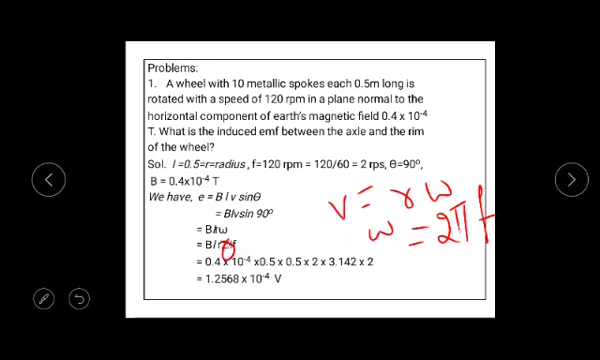 Problems:
1. A wheel with 10 metallic spokes each 0.5m long is
rotated with a speed of 120 rpm in a plane normal to the
horizontal component of earth's magnetic field 0.4 x 10⁻⁴
T. What is the induced emf between the axle and the rim
of the wheel?
Sol. l =0.5=r=radius, f=120 rpm = 120/60 = 2 rps, Θ=90⁰,
B = 0.4x10⁻⁴ T
We have, e = B l v sinΘ
= Blvsin 90⁰
= Blrω
= B l r
= 0.4 x 10⁻⁴ x0.5 x 0.5 x 2 x 3.142 x 2
= 1.2568 x 10⁻⁴ V
v = r ω
ω = 2π f